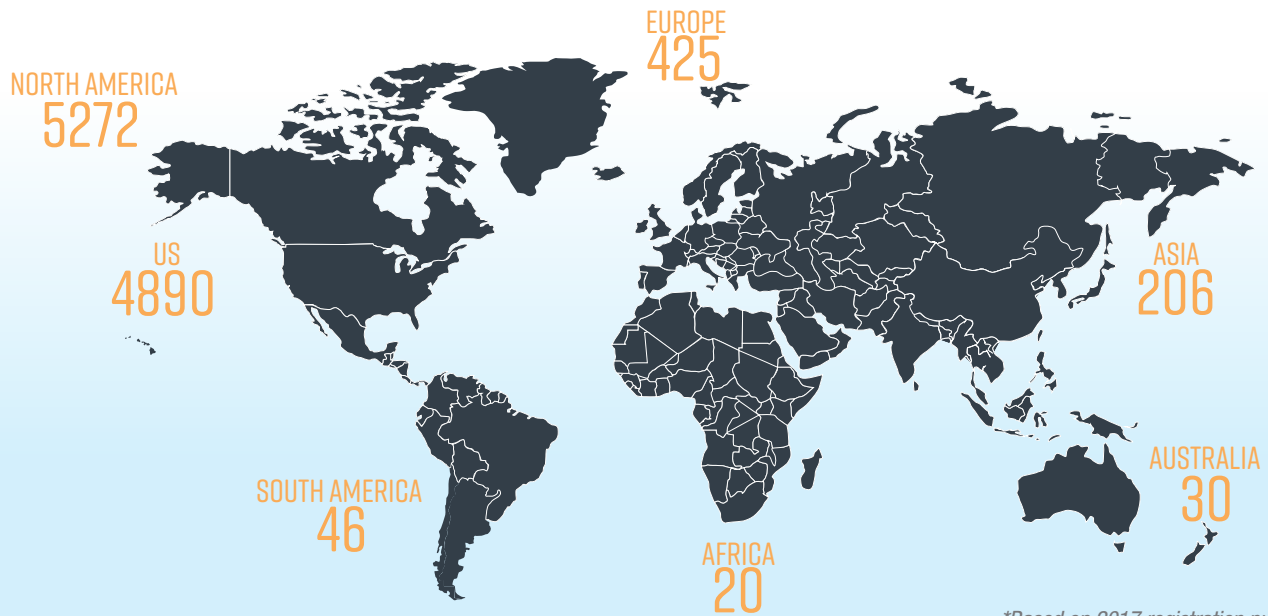 EUROPE
425
NORTH AMERICA
5272
US
4890
ASIA
206
AUSTRALIA
30
SOUTH AMERICA
46
AFRICA
20
*Based on 2017 registration